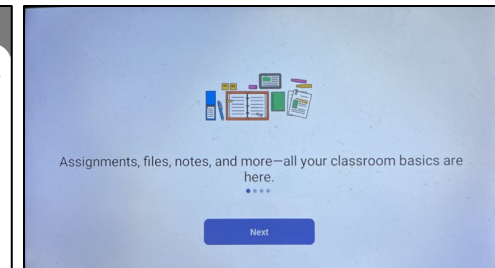 Assignments, files, notes, and more—all your classroom basics are
here.
Next